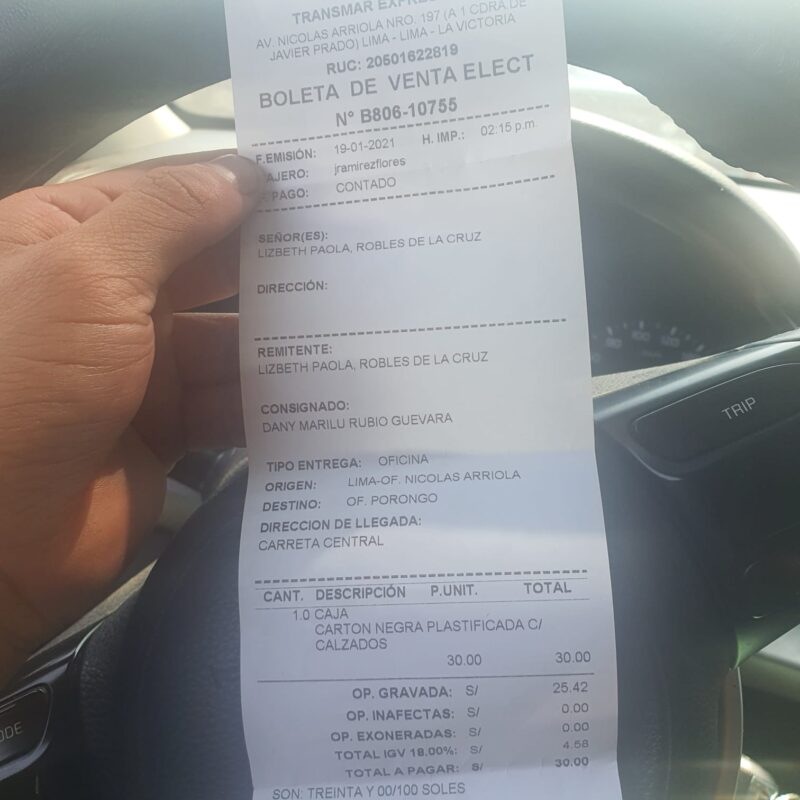 TRANSMAR EXPRE
AV. NICOLAS ARRIOLA NRO. 197 (A 1 CDRA DE
JAVIER PRADO) LIMA - LIMA - LA VICTORIA
RUC: 20501622819
BOLETA DE VENTA ELECT
N° B806-10755
F.EMISIÓN: 19-01-2021 H. IMP.: 02:15 p.m.
AJERO: jramirezflores
PAGO: CONTADO
SEÑOR(ES):
LIZBETH PAOLA, ROBLES DE LA CRUZ
DIRECCIÓN:
REMITENTE:
LIZBETH PAOLA, ROBLES DE LA CRUZ
CONSIGNADO:
DANY MARILU RUBIO GUEVARA
TIPO ENTREGA: OFICINA
ORIGEN: LIMA-OF. NICOLAS ARRIOLA
DESTINO: OF. PORONGO
DIRECCION DE LLEGADA:
CARRETA CENTRAL
CANT. DESCRIPCIÓN P.UNIT. TOTAL
1.0 CAJA
CARTON NEGRA PLASTIFICADA C/
CALZADOS
30.00 30.00
OP. GRAVADA: S/ 25.42
OP. INAFECTAS: S/ 0.00
OP. EXONERADAS: S/ 0.00
TOTAL IGV 18.00%: S/ 4.58
TOTAL A PAGAR: S/ 30.00
SON: TREINTA Y 00/100 SOLES
TRIP
ODE